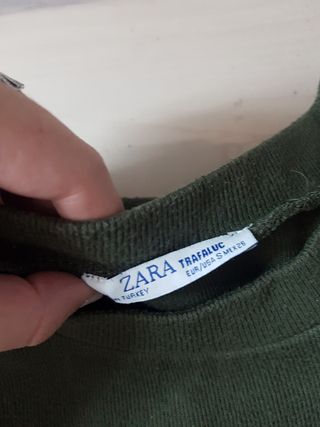 ZARA TRAFALUC
EUR/USA S MEX 26
TURKEY